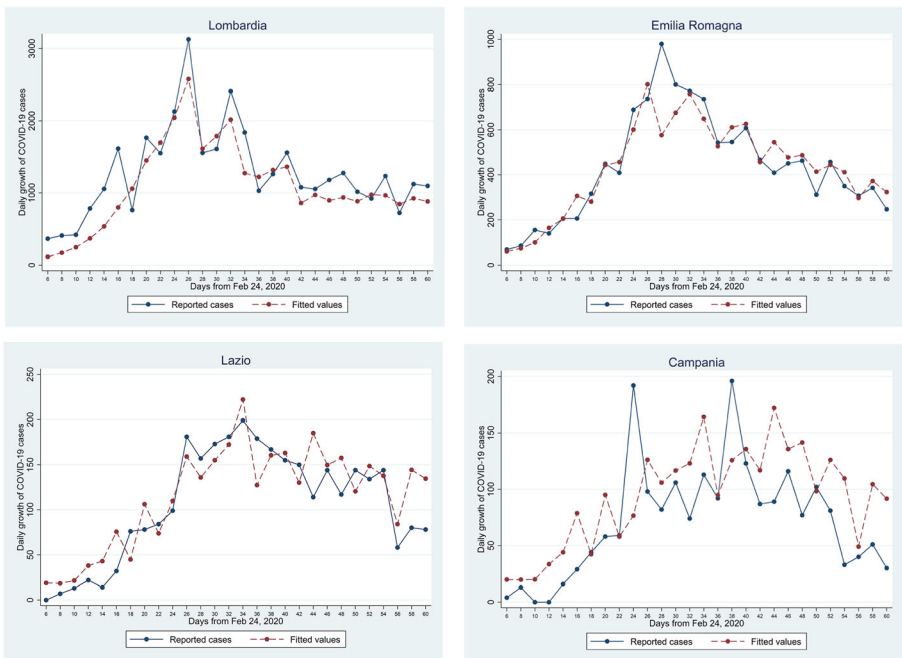 Lombardia
Daily growth of COVID-19 cases
3000
2000
1000
0
6 8 10 12 14 16 18 20 22 24 26 28 30 32 34 36 38 40 42 44 46 48 50 52 54 56 58 60
Days from Feb 24, 2020
Reported cases Fitted values
Emilia Romagna
Daily growth of COVID-19 cases
1000
800
600
400
200
0
6 8 10 12 14 16 18 20 22 24 26 28 30 32 34 36 38 40 42 44 46 48 50 52 54 56 58 60
Days from Feb 24, 2020
Reported cases Fitted values
Lazio
Daily growth of COVID-19 cases
250
200
150
100
50
0
6 8 10 12 14 16 18 20 22 24 26 28 30 32 34 36 38 40 42 44 46 48 50 52 54 56 58 60
Days from Feb 24, 2020
Reported cases Fitted values
Campania
Daily growth of COVID-19 cases
200
150
100
50
0
6 8 10 12 14 16 18 20 22 24 26 28 30 32 34 36 38 40 42 44 46 48 50 52 54 56 58 60
Days from Feb 24, 2020
Reported cases Fitted values